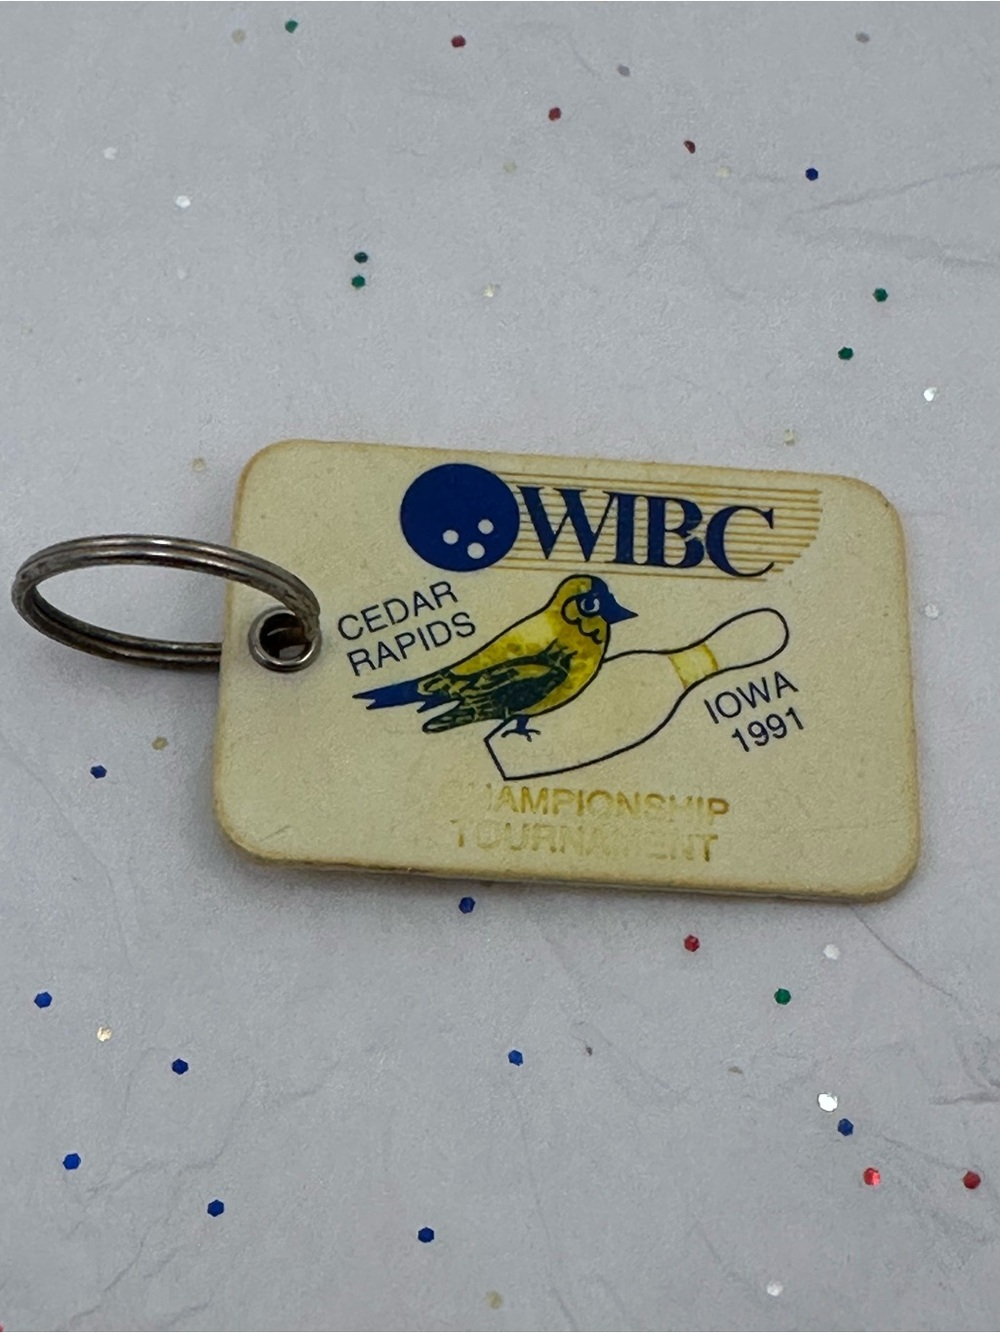 WIBC
CEDAR
RAPIDS
IOWA
1991
CHAMPIONSHIP
TOURNAMENT